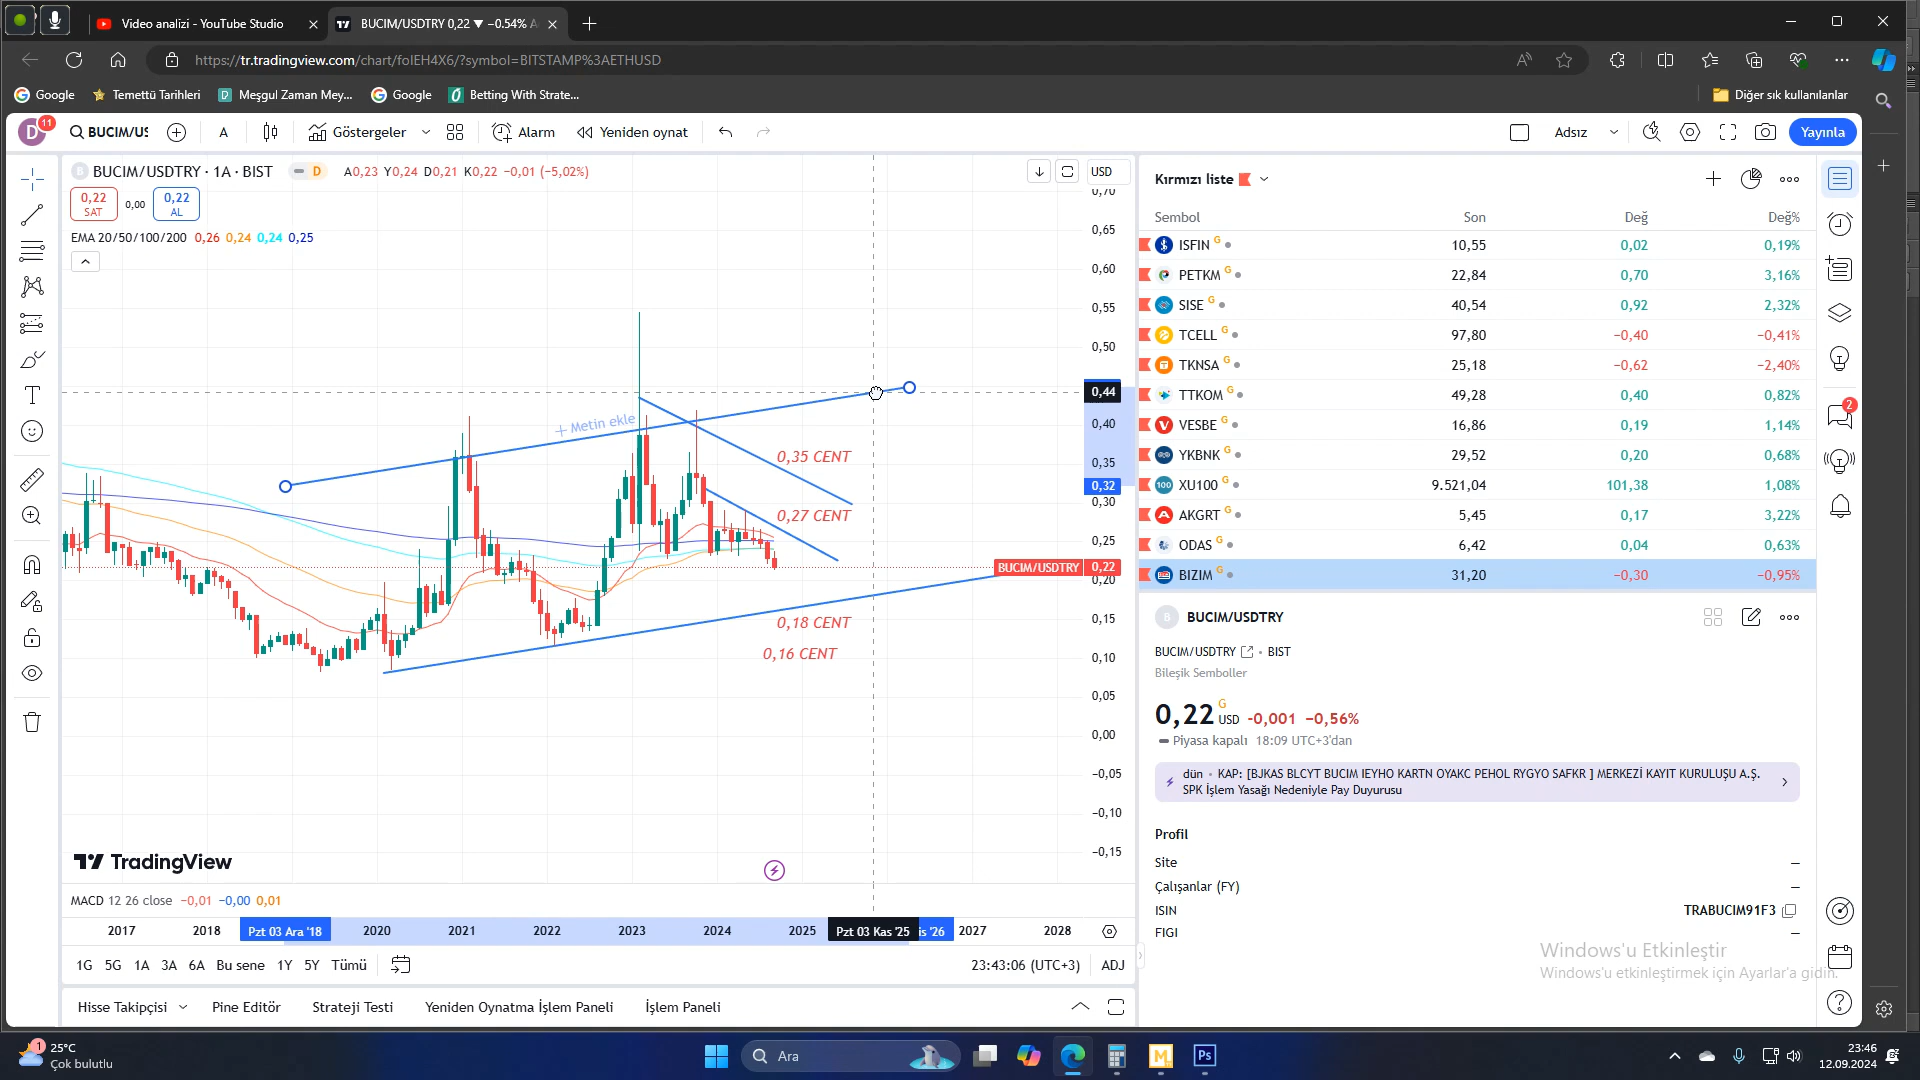 Video analizi - YouTube Studio
BUCIM/USDTRY 0,22 ▼ −0.54% A
https://tr.tradingview.com/chart/foIEH4X6/?symbol=BITSTAMP%3AETHUSD
Google
Temettü Tarihleri
Meşgul Zaman Mey...
Google
Betting With Strate...
Diğer sık kullanılanlar
D 11
BUCIM/US
A
Göstergeler
Alarm
Yeniden oynat
Adsız
Yayınla
B BUCIM/USDTRY · 1A · BIST
D
A0,23 Y0,24 D0,21 K0,22 −0,01 (−5,02%)
USD
0,22 SAT
0,00
0,22 AL
EMA 20/50/100/200 0,26 0,24 0,24 0,25
0,70
0,65
0,60
0,55
0,50
0,44
0,40
0,35
0,32
0,30
0,25
BUCIM/USDTRY 0,22
0,20
0,15
0,10
0,05
0,00
−0,05
−0,10
−0,15
+ Metin ekle
0,35 CENT
0,27 CENT
0,18 CENT
0,16 CENT
TradingView
MACD 12 26 close −0,01 −0,00 0,01
2017
2018
Pzt 03 Ara '18
2020
2021
2022
2023
2024
2025
Pzt 03 Kas '25
is '26
2027
2028
1G 5G 1A 3A 6A Bu sene 1Y 5Y Tümü
23:43:06 (UTC+3)
ADJ
Hisse Takipçisi
Pine Editör
Strateji Testi
Yeniden Oynatma İşlem Paneli
İşlem Paneli
Kırmızı liste
Sembol Son Değ Değ%
ISFIN G 10,55 0,02 0,19%
PETKM G 22,84 0,70 3,16%
SISE G 40,54 0,92 2,32%
TCELL G 97,80 −0,40 −0,41%
TKNSA G 25,18 −0,62 −2,40%
TTKOM G 49,28 0,40 0,82%
VESBE G 16,86 0,19 1,14%
YKBNK G 29,52 0,20 0,68%
100 XU100 G 9.521,04 101,38 1,08%
AKGRT G 5,45 0,17 3,22%
ODAS G 6,42 0,04 0,63%
BIZIM G 31,20 −0,30 −0,95%
B BUCIM/USDTRY
BUCIM/USDTRY • BIST
Bileşik Semboller
0,22 G USD −0,001 −0,56%
Piyasa kapalı 18:09 UTC+3'dan
dün • KAP: [BJKAS BLCYT BUCIM IEYHO KARTN OYAKC PEHOL RYGYO SAFKR ] MERKEZİ KAYIT KURULUŞU A.Ş.
SPK İşlem Yasağı Nedeniyle Pay Duyurusu
Profil
Site –
Çalışanlar (FY) –
ISIN TRABUCIM91F3
FIGI –
2
Windows'u Etkinleştir
Windows'u etkinleştirmek için Ayarlar'a gidin.
1
25°C
Çok bulutlu
Ara
M
Ps
23:46
12.09.2024